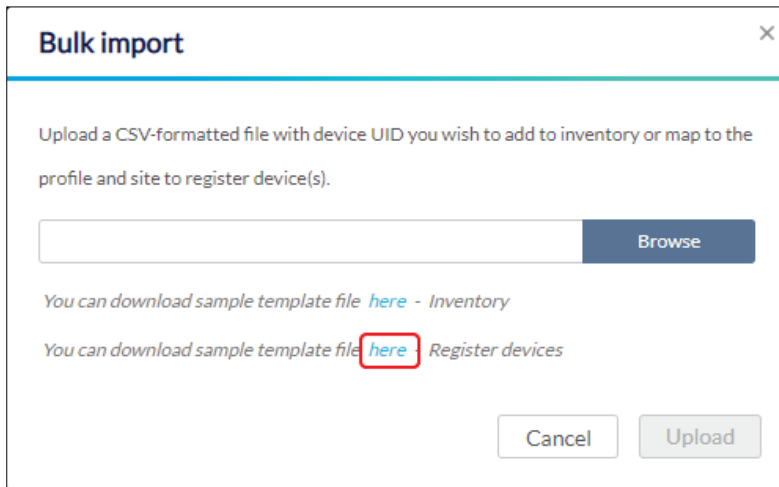 Bulk import
×
Upload a CSV-formatted file with device UID you wish to add to inventory or map to the
profile and site to register device(s).
Browse
You can download sample template file here - Inventory
You can download sample template file here - Register devices
Cancel
Upload